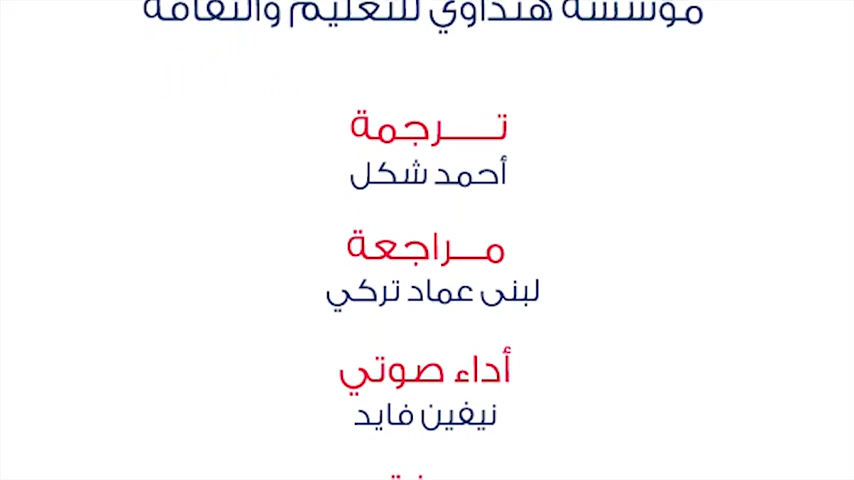 مؤسسة هنداوي للتعليم والثقافة
ترجمة
أحمد شكل
مراجعة
لبنى عماد تركي
أداء صوتي
نيفين فايد